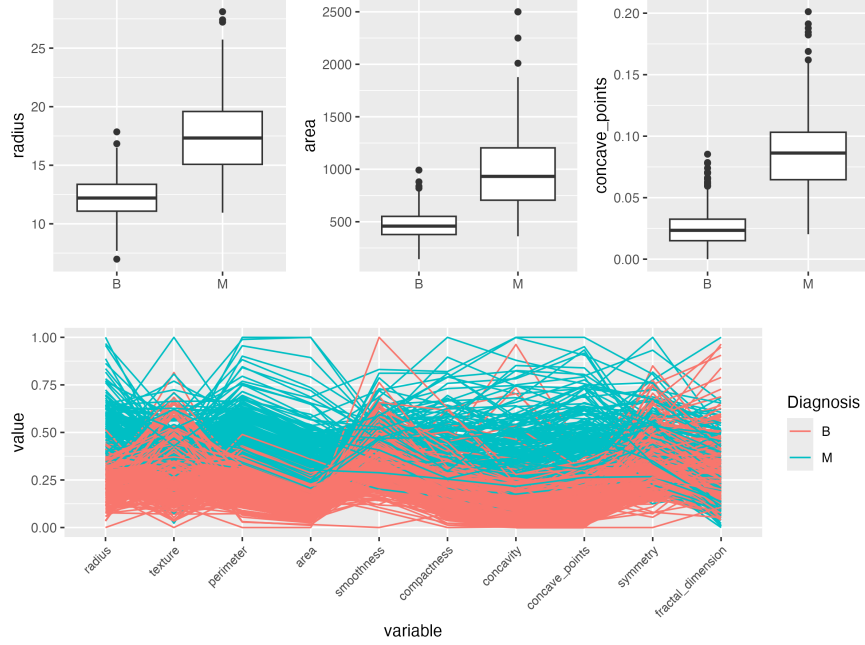 radius
25
20
15
10
B
M
area
2500
2000
1500
1000
500
B
M
concave_points
0.20
0.15
0.10
0.05
0.00
B
M
value
1.00
0.75
0.50
0.25
0.00
radius
texture
perimeter
area
smoothness
compactness
concavity
concave_points
symmetry
fractal_dimension
variable
Diagnosis
B
M